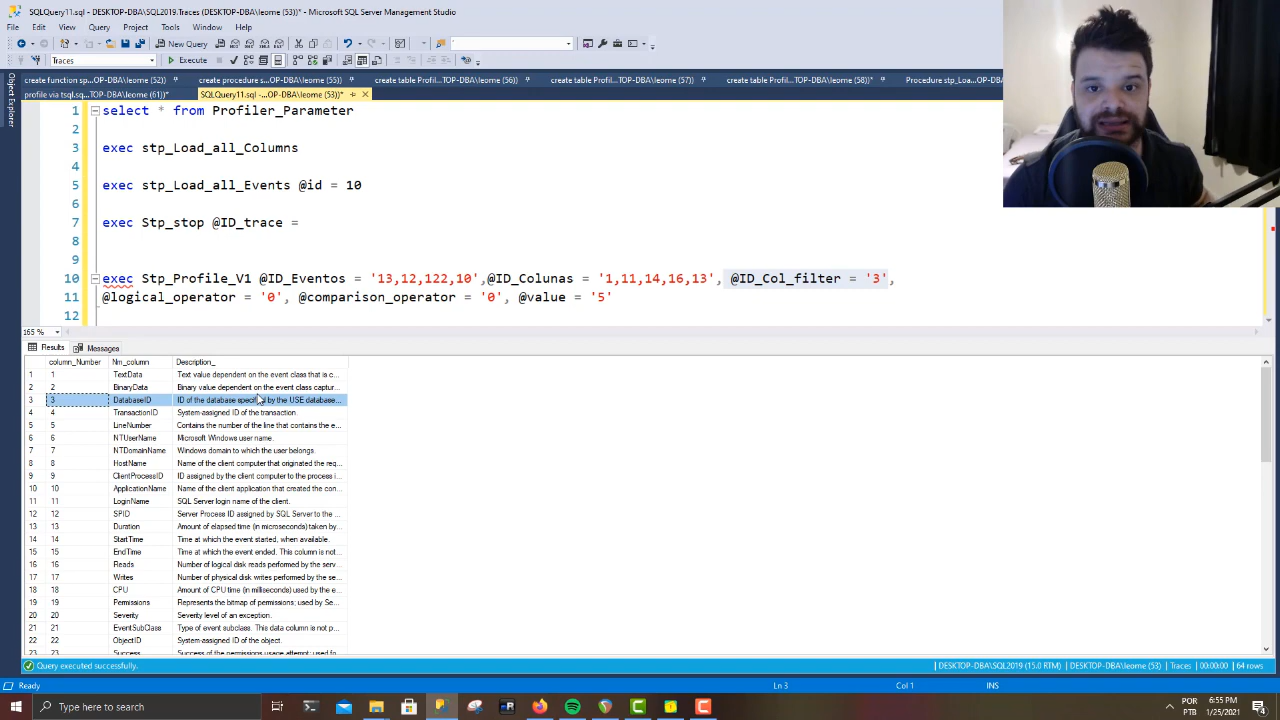 SQLQuery11.sql - DESKTOP-DBA\SQL2019.Traces (DESKTOP-DBA\leome (53))* - Microsoft SQL Server Management Studio
File Edit View Query Project Tools Window Help
New Query
Traces Execute
create function sp...TOP-DBA\leome (52)) create procedure s...OP-DBA\leome (55)) create table Profil...TOP-DBA\leome (56) create table Profil...TOP-DBA\leome (57) create table Profil...TOP-DBA\leome (58)* Procedure stp_Loa...
profile via tsql.sq...TOP-DBA\leome (61))* SQLQuery11.sql -...OP-DBA\leome (53))*
Object Explorer
1 select * from Profiler_Parameter
2
3 exec stp_Load_all_Columns
4
5 exec stp_Load_all_Events @id = 10
6
7 exec Stp_stop @ID_trace =
8
9
10 exec Stp_Profile_V1 @ID_Eventos = '13,12,122,10',@ID_Colunas = '1,11,14,16,13', @ID_Col_filter = '3',
11 @logical_operator = '0', @comparison_operator = '0', @value = '5'
12
165 %
Results Messages
column_Number Nm_column Description_
1 1 TextData Text value dependent on the event class that is c...
2 2 BinaryData Binary value dependent on the event class captur...
3 3 DatabaseID ID of the database specified by the USE database...
4 4 TransactionID System-assigned ID of the transaction.
5 5 LineNumber Contains the number of the line that contains the e...
6 6 NTUserName Microsoft Windows user name.
7 7 NTDomainName Windows domain to which the user belongs.
8 8 HostName Name of the client computer that originated the req...
9 9 ClientProcessID ID assigned by the client computer to the process i...
10 10 ApplicationName Name of the client application that created the con...
11 11 LoginName SQL Server login name of the client.
12 12 SPID Server Process ID assigned by SQL Server to the ...
13 13 Duration Amount of elapsed time (in microseconds) taken by...
14 14 StartTime Time at which the event started, when available.
15 15 EndTime Time at which the event ended. This column is not...
16 16 Reads Number of logical disk reads performed by the serv...
17 17 Writes Number of physical disk writes performed by the se...
18 18 CPU Amount of CPU time (in milliseconds) used by the e...
19 19 Permissions Represents the bitmap of permissions; used by Se...
20 20 Severity Severity level of an exception.
21 21 EventSubClass Type of event subclass. This data column is not p...
22 22 ObjectID System-assigned ID of the object.
23 23 Success Success of the permissions usage attempt; used fo...
Query executed successfully. DESKTOP-DBA\SQL2019 (15.0 RTM) DESKTOP-DBA\leome (53) Traces 00:00:00 64 rows
Ready Ln 3 Col 1 INS
Type here to search POR 6:55 PM
PTB 1/25/2021